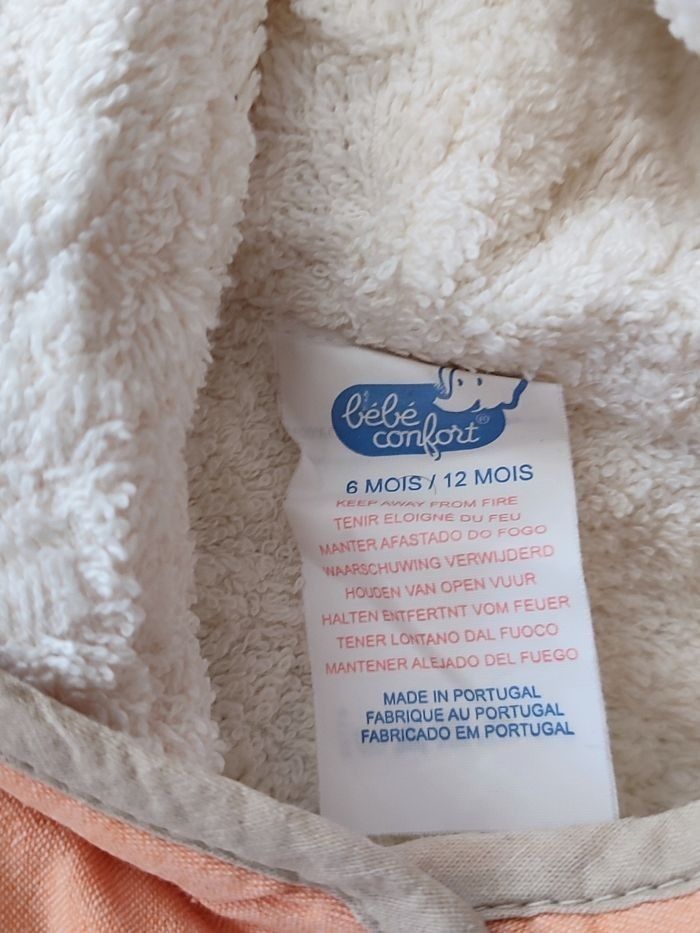 bébé
confort®
6 MOIS / 12 MOIS
KEEP AWAY FROM FIRE
TENIR ELOIGNÉ DU FEU
MANTER AFASTADO DO FOGO
WAARSCHUWING VERWIJDERD
HOUDEN VAN OPEN VUUR
HALTEN ENTFERTNT VOM FEUER
TENER LONTANO DAL FUOCO
MANTENER ALEJADO DEL FUEGO
MADE IN PORTUGAL
FABRIQUE AU PORTUGAL
FABRICADO EM PORTUGAL